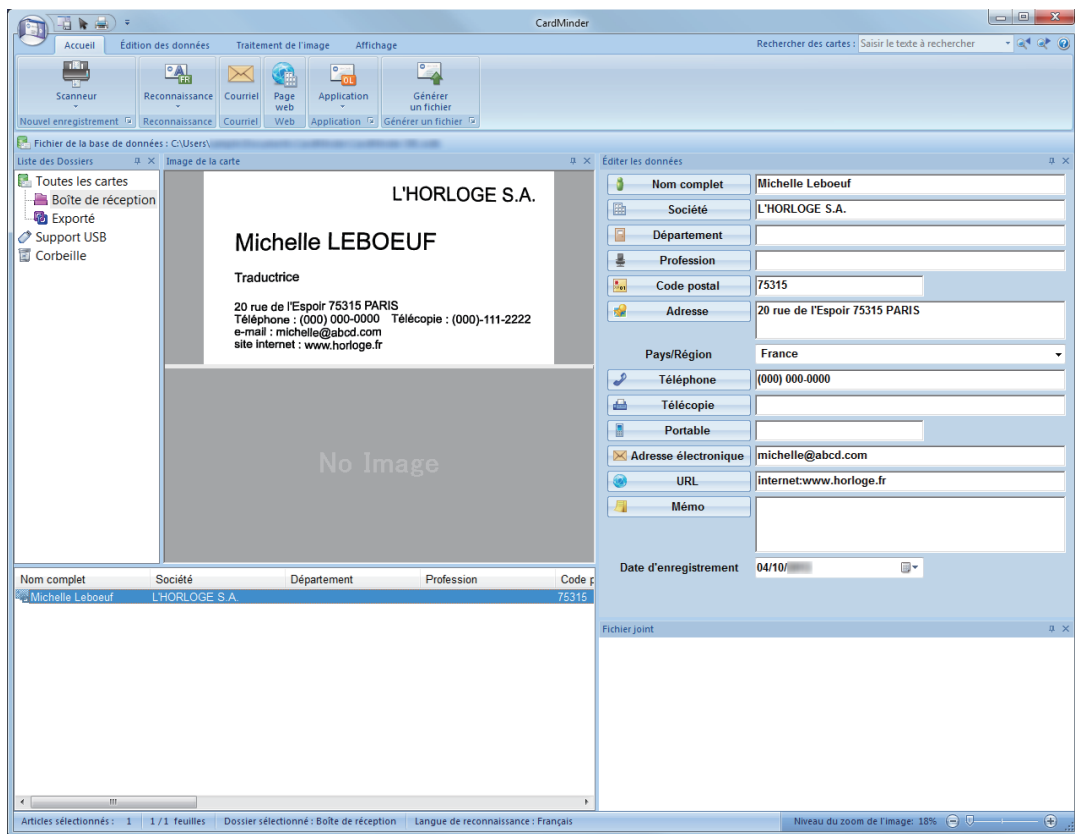 CardMinder
Accueil Édition des données Traitement de l'image Affichage
Rechercher des cartes : Saisir le texte à rechercher
Scanneur Reconnaissance Courriel Page web Application Générer un fichier
Nouvel enregistrement Reconnaissance Courriel Web Application Générer un fichier
Fichier de la base de données : C:\Users\
Liste des Dossiers
Toutes les cartes
Boîte de réception
Exporté
Support USB
Corbeille
Image de la carte
L'HORLOGE S.A.
Michelle LEBOEUF
Traductrice
20 rue de l'Espoir 75315 PARIS
Téléphone : (000) 000-0000 Télécopie : (000)-111-2222
e-mail : michelle@abcd.com
site internet : www.horloge.fr
No Image
Éditer les données
Nom complet Michelle Leboeuf
Société L'HORLOGE S.A.
Département
Profession
Code postal 75315
Adresse 20 rue de l'Espoir 75315 PARIS
Pays/Région France
Téléphone (000) 000-0000
Télécopie
Portable
Adresse électronique michelle@abcd.com
URL internet:www.horloge.fr
Mémo
Date d'enregistrement 04/10/
Nom complet Société Département Profession Code p
Michelle Leboeuf L'HORLOGE S.A. 75315
Fichier joint
Articles sélectionnés : 1 1 / 1 feuilles Dossier sélectionné : Boîte de réception Langue de reconnaissance : Français
Niveau du zoom de l'image: 18%